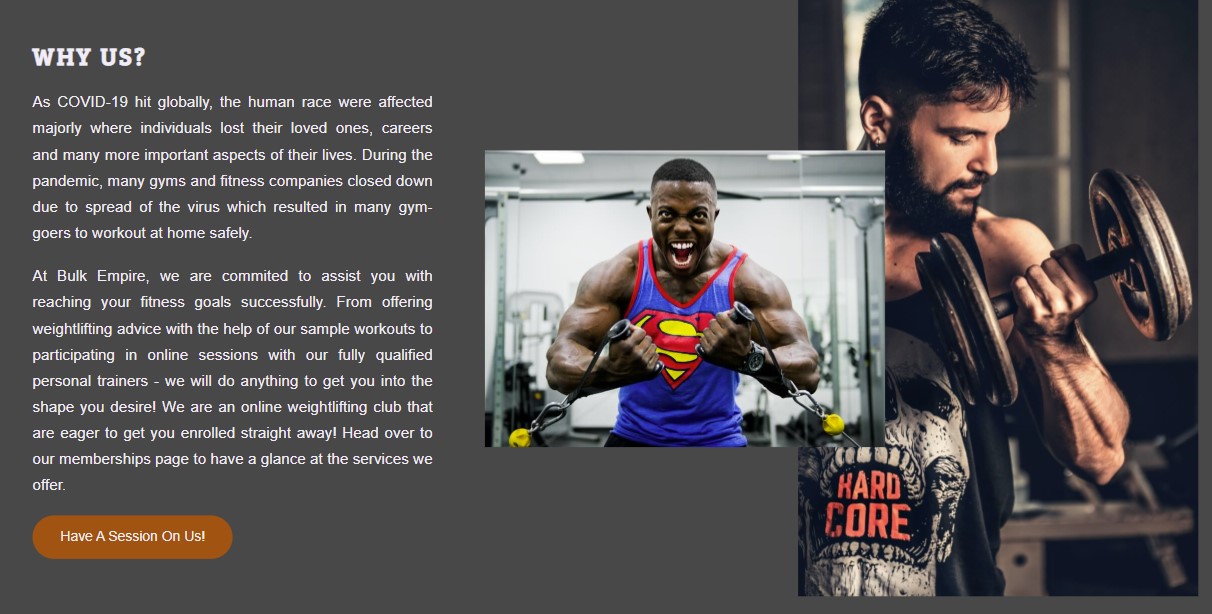 WHY US?
As COVID-19 hit globally, the human race were affected
majorly where individuals lost their loved ones, careers
and many more important aspects of their lives. During the
pandemic, many gyms and fitness companies closed down
due to spread of the virus which resulted in many gym-
goers to workout at home safely.
At Bulk Empire, we are commited to assist you with
reaching your fitness goals successfully. From offering
weightlifting advice with the help of our sample workouts to
participating in online sessions with our fully qualified
personal trainers - we will do anything to get you into the
shape you desire! We are an online weightlifting club that
are eager to get you enrolled straight away! Head over to
our memberships page to have a glance at the services we
offer.
Have A Session On Us!
S
HARD
CORE